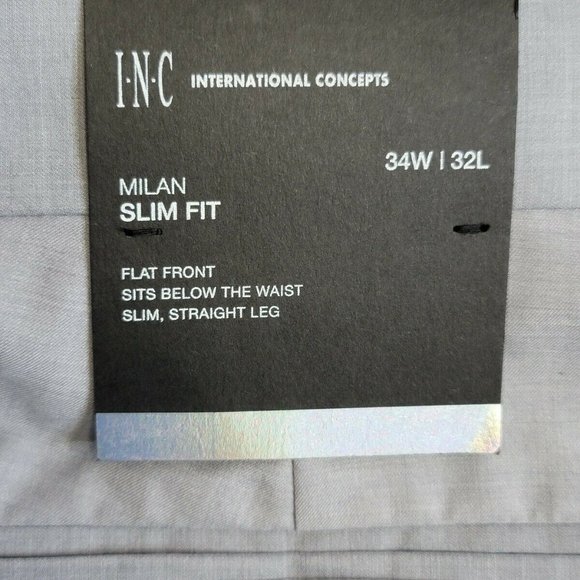 I·N·C INTERNATIONAL CONCEPTS
34W | 32L
MILAN
SLIM FIT
FLAT FRONT
SITS BELOW THE WAIST
SLIM, STRAIGHT LEG